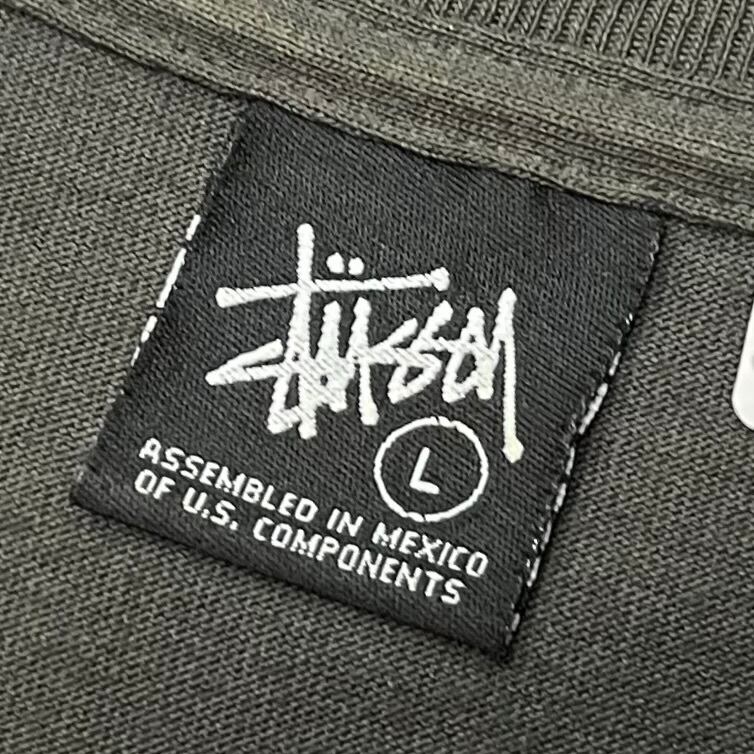 Stüssy
L
ASSEMBLED IN MEXICO
OF U.S. COMPONENTS